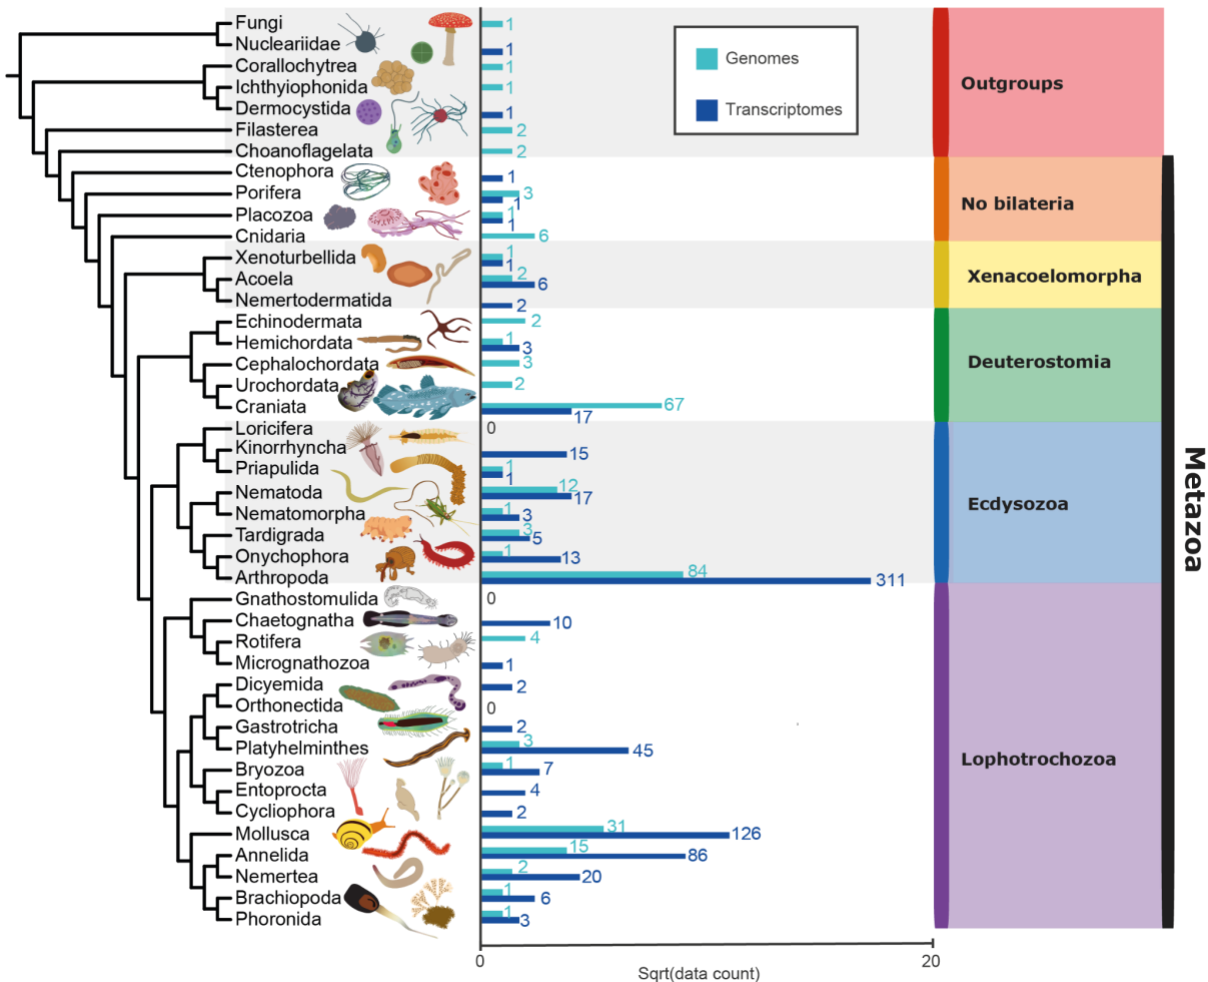 Fungi 1
Nucleariidae 1
Corallochytrea 1
Ichthyiophonida 1
Dermocystida 1
Filasterea 2
Choanoflagelata 2
Ctenophora 1
Porifera 3 1
Placozoa 1 1
Cnidaria 6
Xenoturbellida 1 1
Acoela 2 6
Nemertodermatida 2
Echinodermata 2
Hemichordata 1 3
Cephalochordata 3
Urochordata 2
Craniata 67 17
Loricifera 0
Kinorrhyncha 15
Priapulida 1 1
Nematoda 12 17
Nematomorpha 1 3
Tardigrada 3 5
Onychophora 1 13
Arthropoda 84 311
Gnathostomulida 0
Chaetognatha 10
Rotifera 4
Micrognathozoa 1
Dicyemida 2
Orthonectida 0
Gastrotricha 2
Platyhelminthes 3 45
Bryozoa 1 7
Entoprocta 4
Cycliophora 2
Mollusca 31 126
Annelida 15 86
Nemertea 2 20
Brachiopoda 1 6
Phoronida 1 3
0 20
Sqrt(data count)
Genomes
Transcriptomes
Outgroups
No bilateria
Xenacoelomorpha
Deuterostomia
Ecdysozoa
Lophotrochozoa
Metazoa